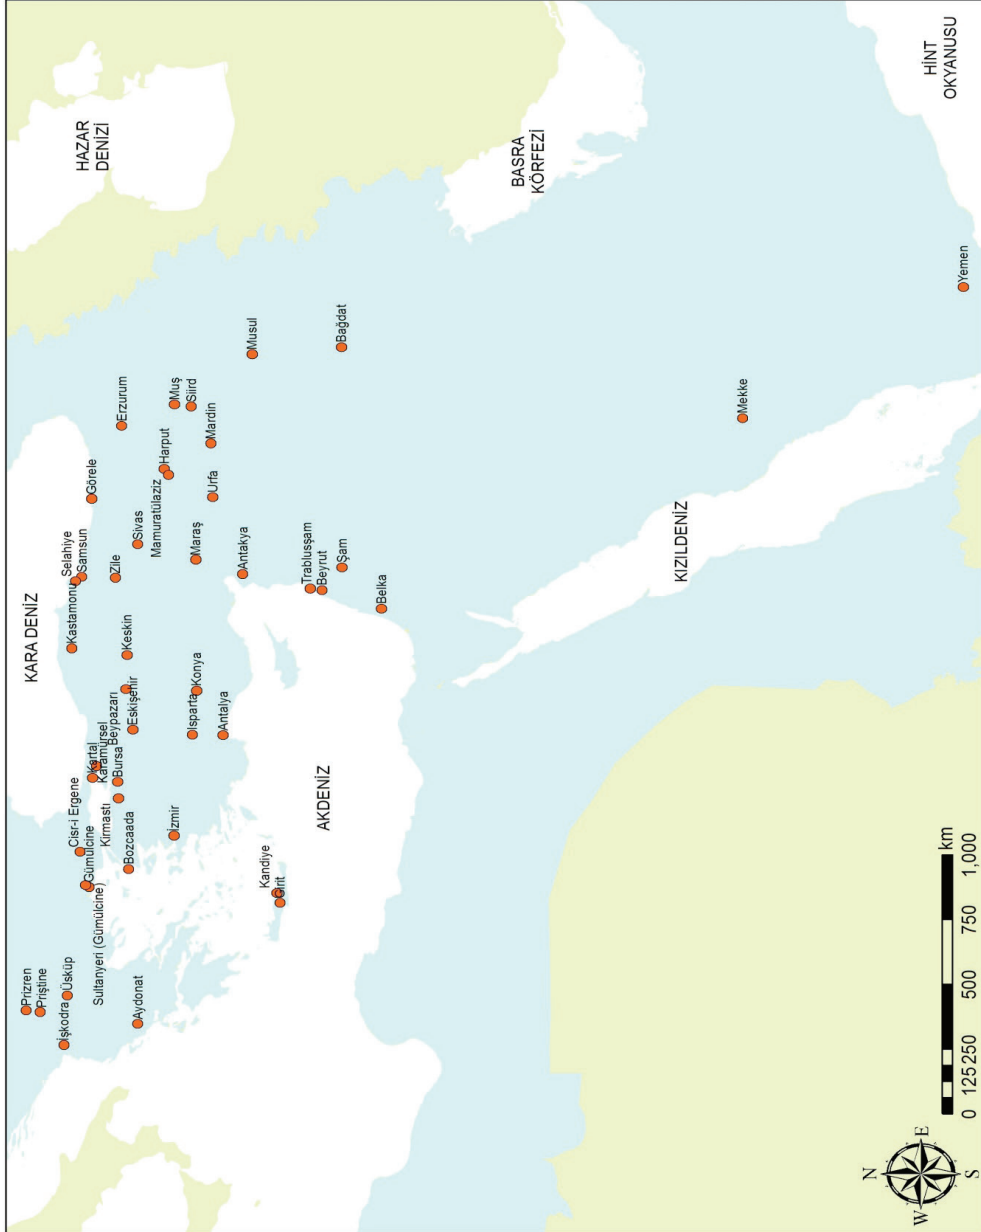 HAZAR
DENİZİ
KARA DENİZ
BASRA
KÖRFEZİ
HİNT
OKYANUSU
KIZILDENİZ
AKDENİZ
Prizren
Priştine
İşkodra
Üsküp
Aydonat
Sultanyeri (Gümülcine)
Gümülcine
Cisr-i Ergene
Bozcaada
Kirmastı
Bursa
Kartal
Karamürsel
Beypazarı
Eskişehir
İzmir
Kandiye
Girit
Isparta
Konya
Antalya
Keskin
Kastamonu
Selahiye
Samsun
Zile
Sivas
Görele
Erzurum
Mamuratülaziz
Harput
Muş
Siird
Mardin
Urfa
Maraş
Antakya
Musul
Bağdat
Trablusşam
Beyrut
Şam
Belka
Mekke
Yemen
N
W
E
S
0 125 250 500 750 1,000
km